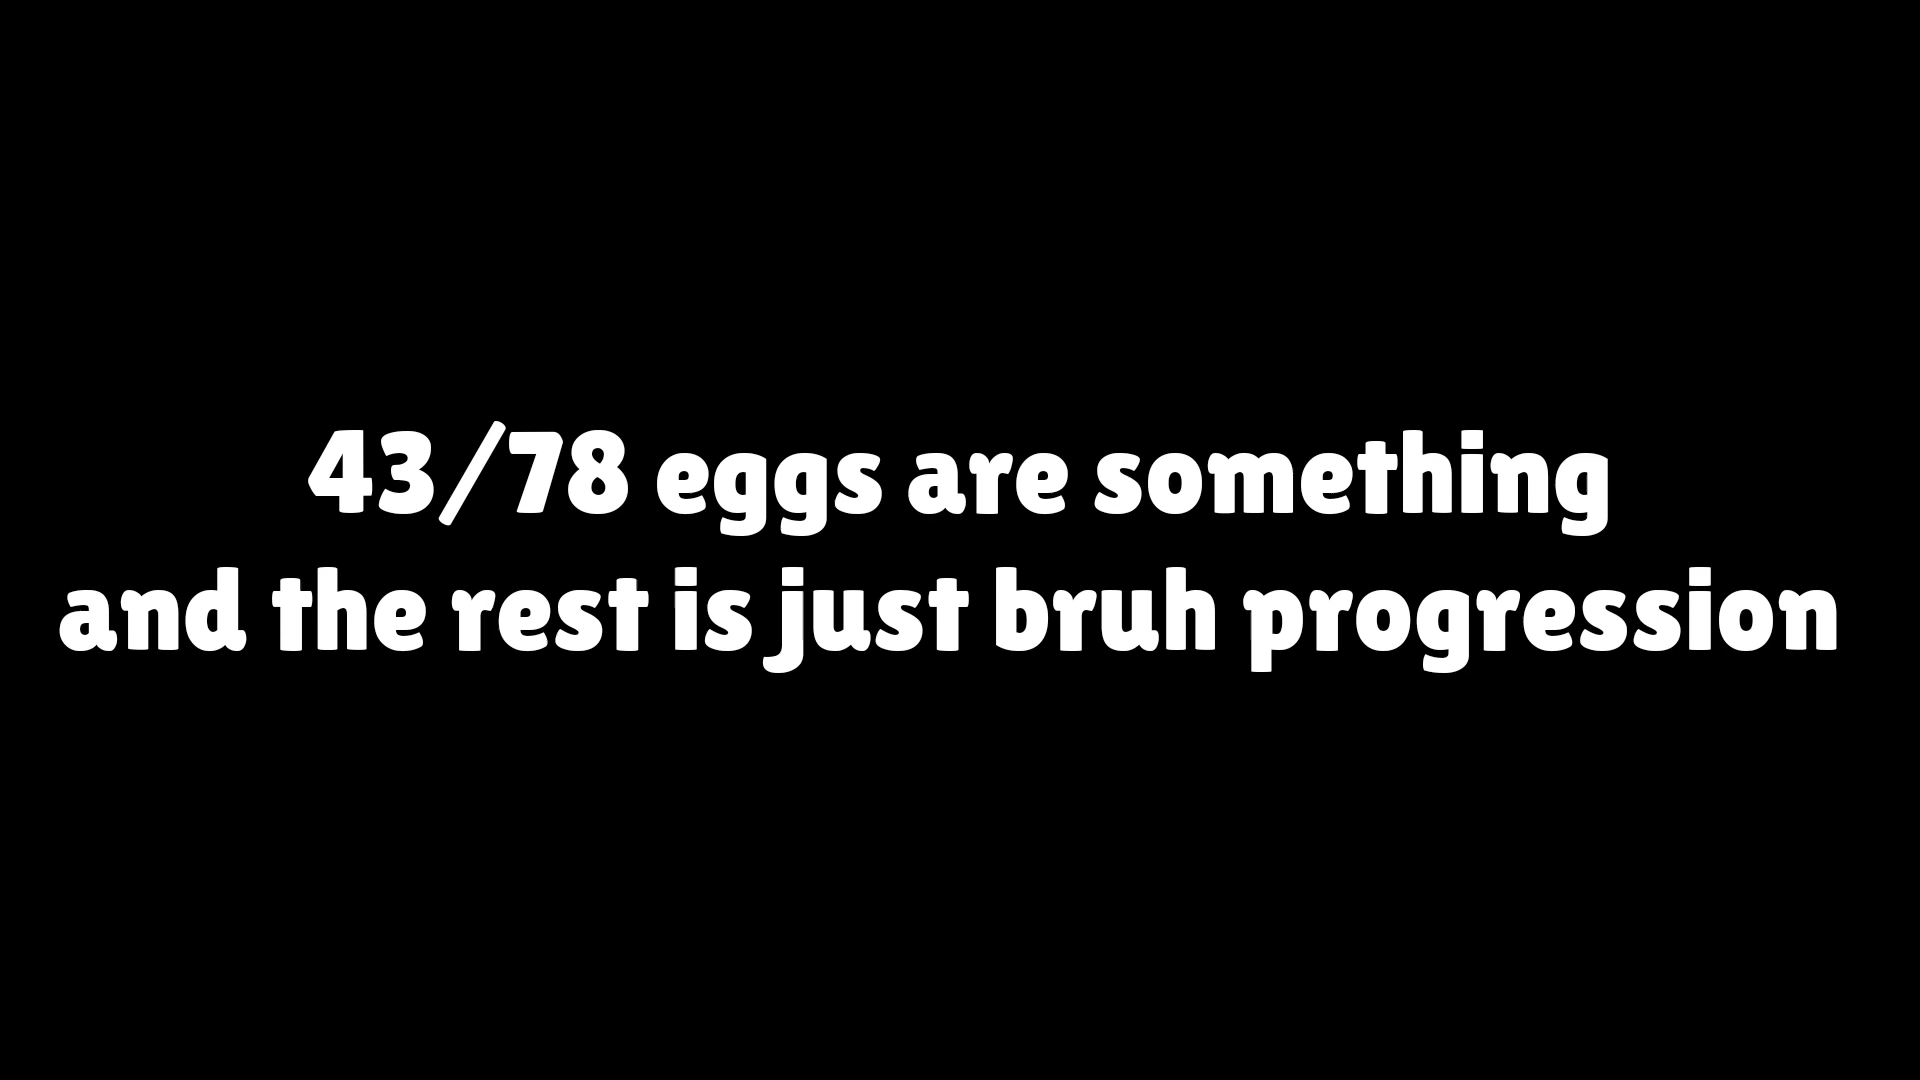 43/78 eggs are something
and the rest is just bruh progression